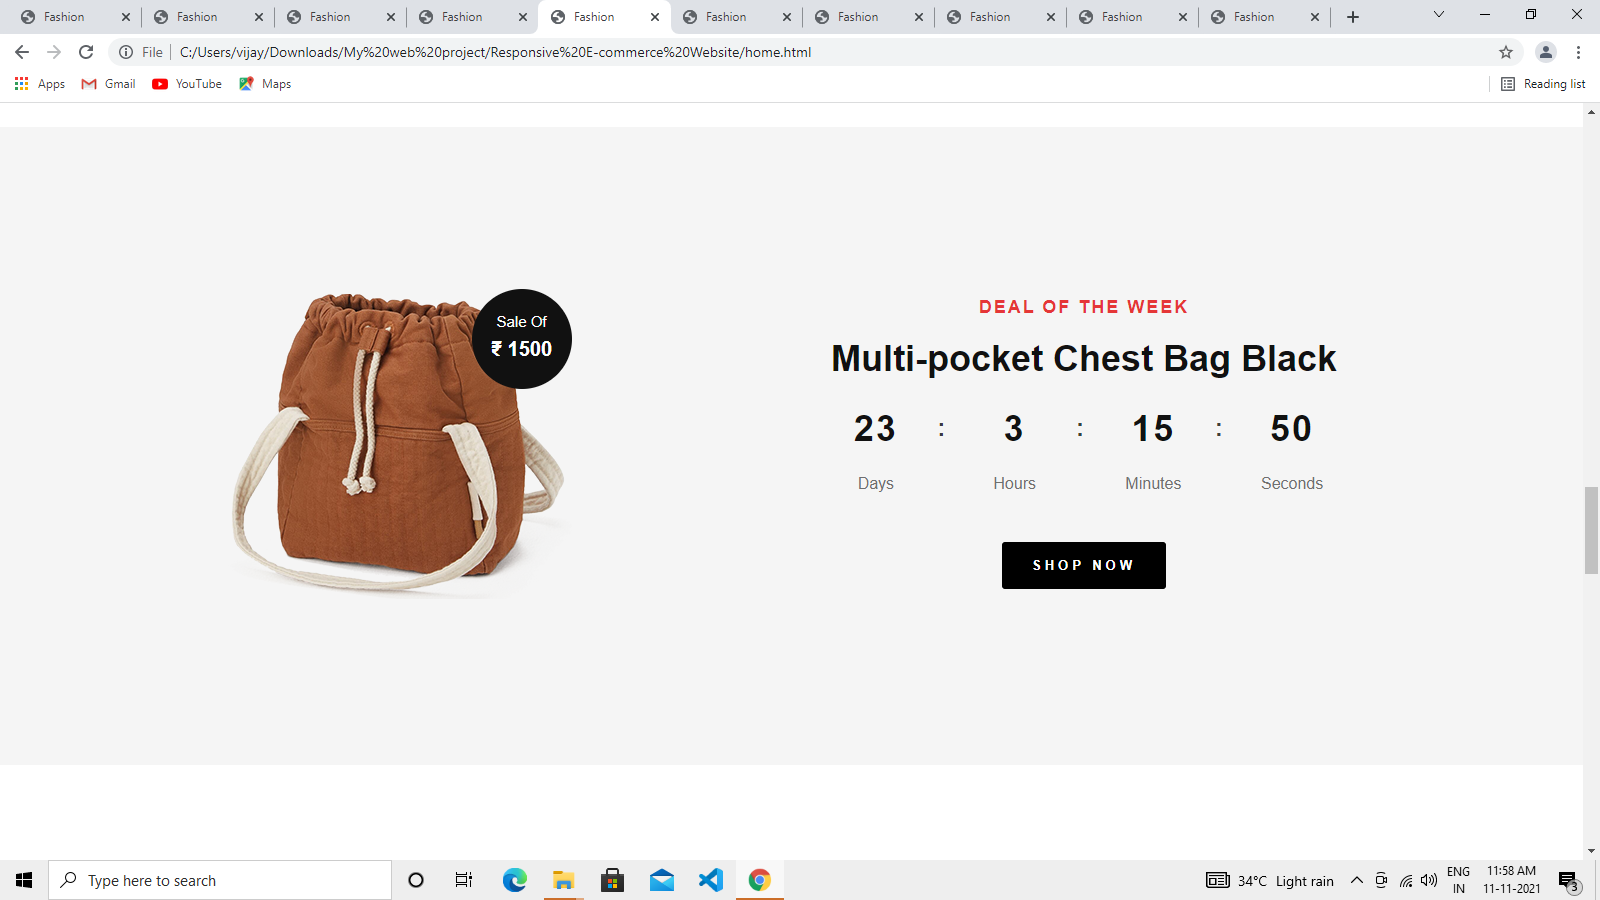 Fashion Fashion Fashion Fashion Fashion Fashion Fashion Fashion Fashion Fashion
File C:/Users/vijay/Downloads/My%20web%20project/Responsive%20E-commerce%20Website/home.html
Apps Gmail YouTube Maps Reading list
Sale Of
₹ 1500
DEAL OF THE WEEK
Multi-pocket Chest Bag Black
23 : 3 : 15 : 50
Days Hours Minutes Seconds
SHOP NOW
Type here to search
34°C Light rain
ENG
IN
11:58 AM
11-11-2021
3